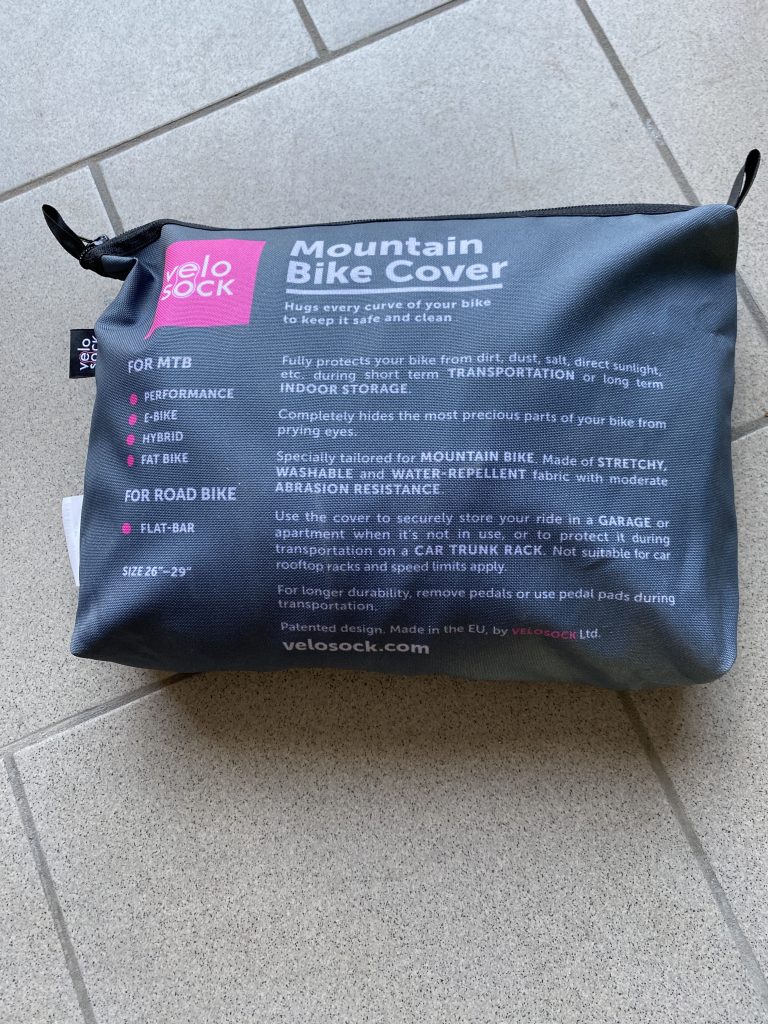 velo
SOCK
Mountain
Bike Cover
Hugs every curve of your bike
to keep it safe and clean
velo
sock
FOR MTB
PERFORMANCE
E-BIKE
HYBRID
FAT BIKE
FOR ROAD BIKE
FLAT-BAR
SIZE 26"–29"
Fully protects your bike from dirt, dust, salt, direct sunlight,
etc. during short term TRANSPORTATION or long term
INDOOR STORAGE.
Completely hides the most precious parts of your bike from
prying eyes.
Specially tailored for MOUNTAIN BIKE. Made of STRETCHY,
WASHABLE and WATER-REPELLENT fabric with moderate
ABRASION RESISTANCE.
Use the cover to securely store your ride in a GARAGE or
apartment when it's not in use, or to protect it during
transportation on a CAR TRUNK RACK. Not suitable for car
rooftop racks and speed limits apply.
For longer durability, remove pedals or use pedal pads during
transportation.
Patented design. Made in the EU, by VELOSOCK Ltd.
velosock.com